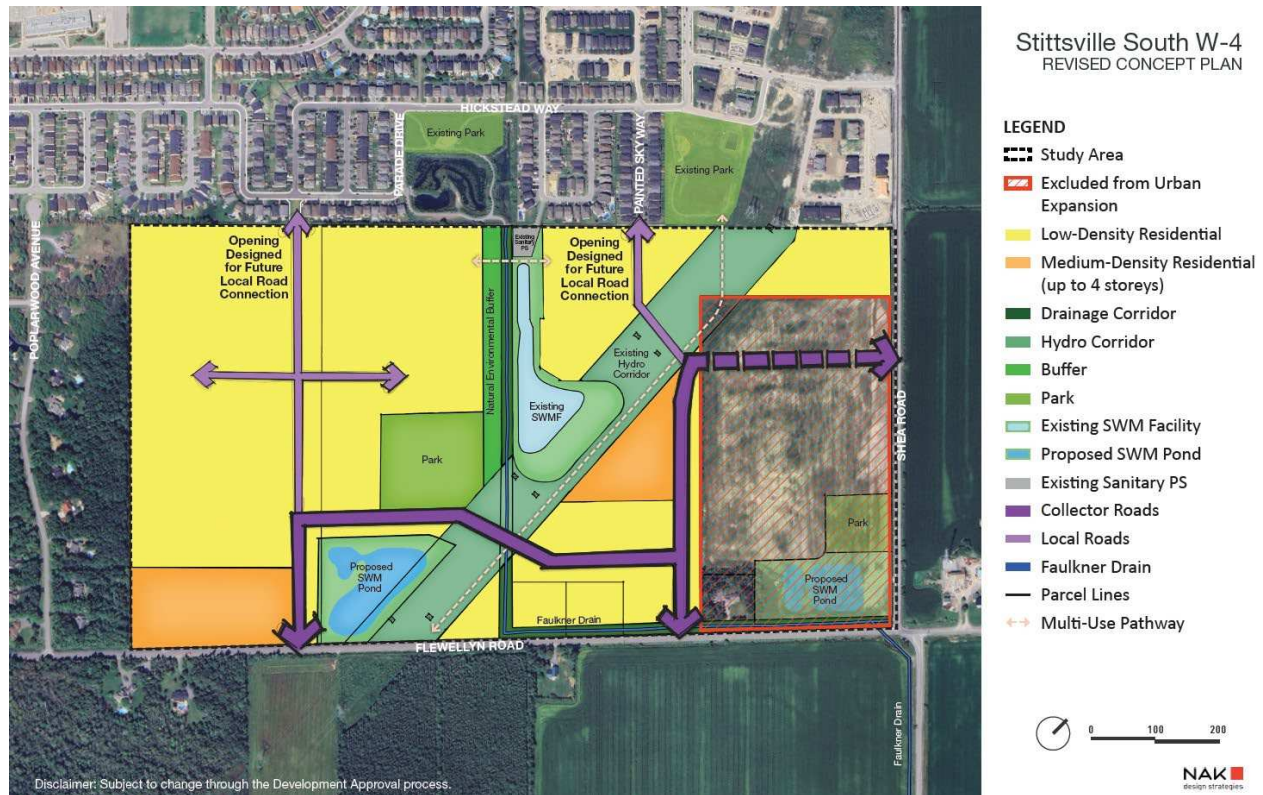 Stittsville South W-4
REVISED CONCEPT PLAN
LEGEND
Study Area
Excluded from Urban
Expansion
Low-Density Residential
Medium-Density Residential
(up to 4 storeys)
Drainage Corridor
Hydro Corridor
Buffer
Park
Existing SWM Facility
Proposed SWM Pond
Existing Sanitary PS
Collector Roads
Local Roads
Faulkner Drain
Parcel Lines
Multi-Use Pathway
0 100 200
NAK
design strategies
HICKSTEAD WAY
PARADE DRIVE
Existing Park
PAINTED SKY WAY
Existing Park
POPLARWOOD AVENUE
Opening
Designed
for Future
Local Road
Connection
Existing
Sanitary
PS
Opening
Designed
for Future
Local Road
Connection
Natural Environmental Buffer
Existing
Hydro
Corridor
Existing
SWMF
SHEA ROAD
Park
Park
Proposed
SWM
Pond
Proposed
SWM
Pond
Faulkner Drain
FLEWELLYN ROAD
Faulkner Drain
Disclaimer: Subject to change through the Development Approval process.